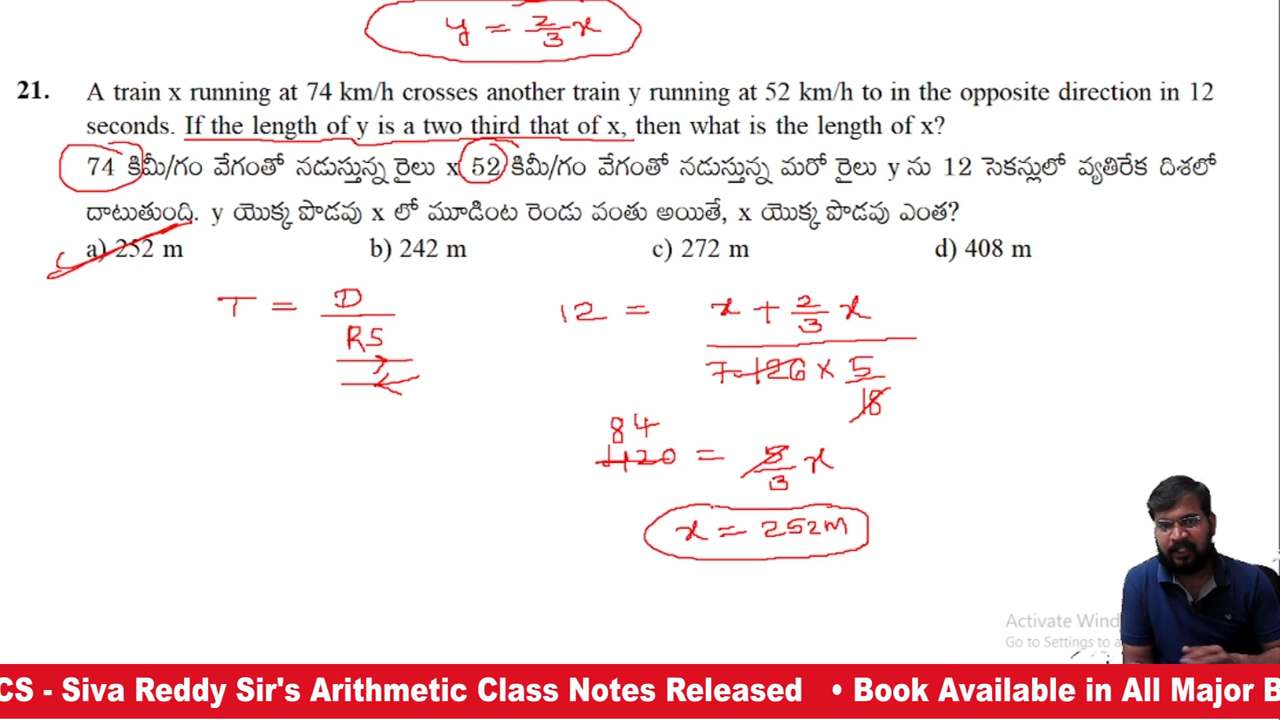 y = 2/3 x
21. A train x running at 74 km/h crosses another train y running at 52 km/h to in the opposite direction in 12
seconds. If the length of y is a two third that of x, then what is the length of x?
74 కిమీ/గం వేగంతో నడుస్తున్న రైలు x 52 కిమీ/గం వేగంతో నడుస్తున్న మరో రైలు y ను 12 సెకన్లులో వ్యతిరేక దిశలో
దాటుతుంది. y యొక్క పొడవు x లో మూడింట రెండు వంతు అయితే, x యొక్క పొడవు ఎంత?
a) 252 m b) 242 m c) 272 m d) 408 m
T = D/RS
12 = x + 2/3 x
7 126 × 5/18
84
420 = 5/3 x
x = 252m
Activate Wind
Go to Settings to a
CS - Siva Reddy Sir's Arithmetic Class Notes Released • Book Available in All Major B